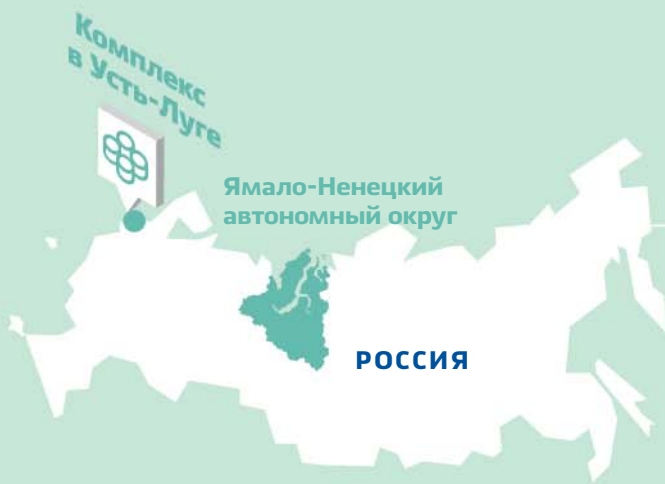 Комплекс
в Усть-Луге
Ямало-Ненецкий
автономный округ
РОССИЯ